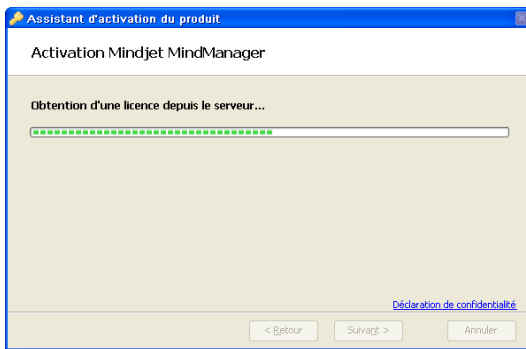 Assistant d'activation du produit
Activation Mindjet MindManager
Obtention d'une licence depuis le serveur...
Déclaration de confidentialité
< Retour
Suivant >
Annuler